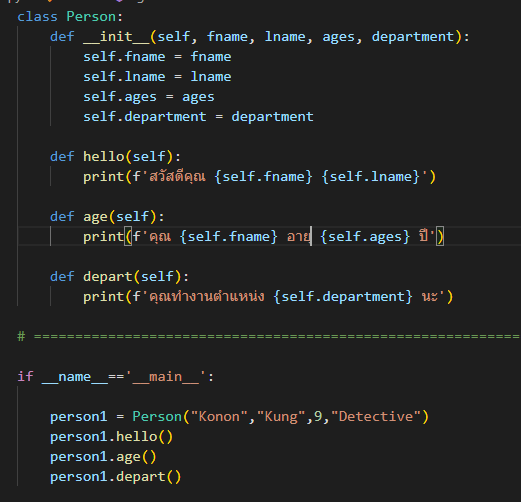 class Person:
    def __init__(self, fname, lname, ages, department):
        self.fname = fname
        self.lname = lname
        self.ages = ages
        self.department = department

    def hello(self):
        print(f'สวัสดีคุณ {self.fname} {self.lname}')

    def age(self):
        print(f'คุณ {self.fname} อายุ {self.ages} ปี')

    def depart(self):
        print(f'คุณทำงานตำแหน่ง {self.department} นะ')

# ===========================================================

if __name__=='__main__':

    person1 = Person("Konon","Kung",9,"Detective")
    person1.hello()
    person1.age()
    person1.depart()